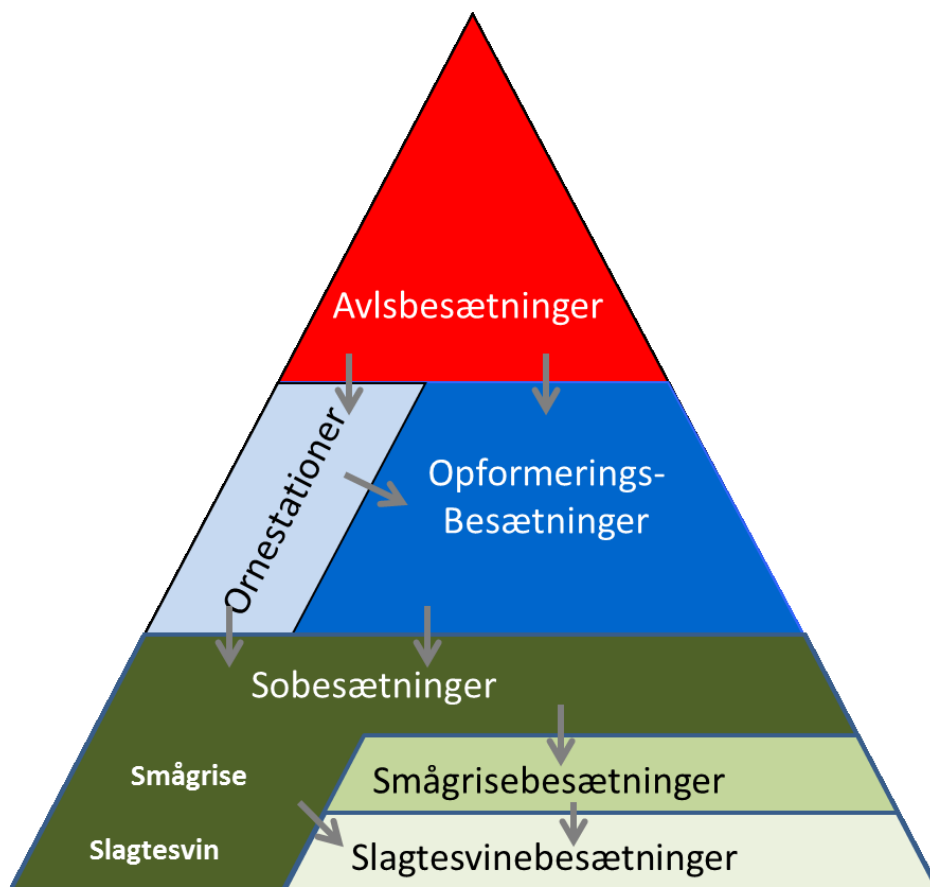 Avlsbesætninger
Ornestationer
Opformerings-
Besætninger
Sobesætninger
Smågrise
Smågrisebesætninger
Slagtesvin
Slagtesvinebesætninger